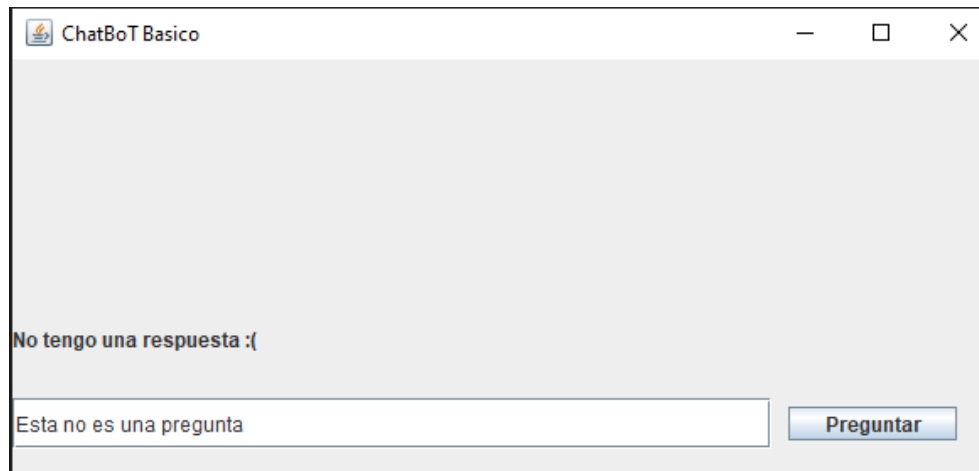 ChatBoT Basico
No tengo una respuesta :(
Esta no es una pregunta
Preguntar